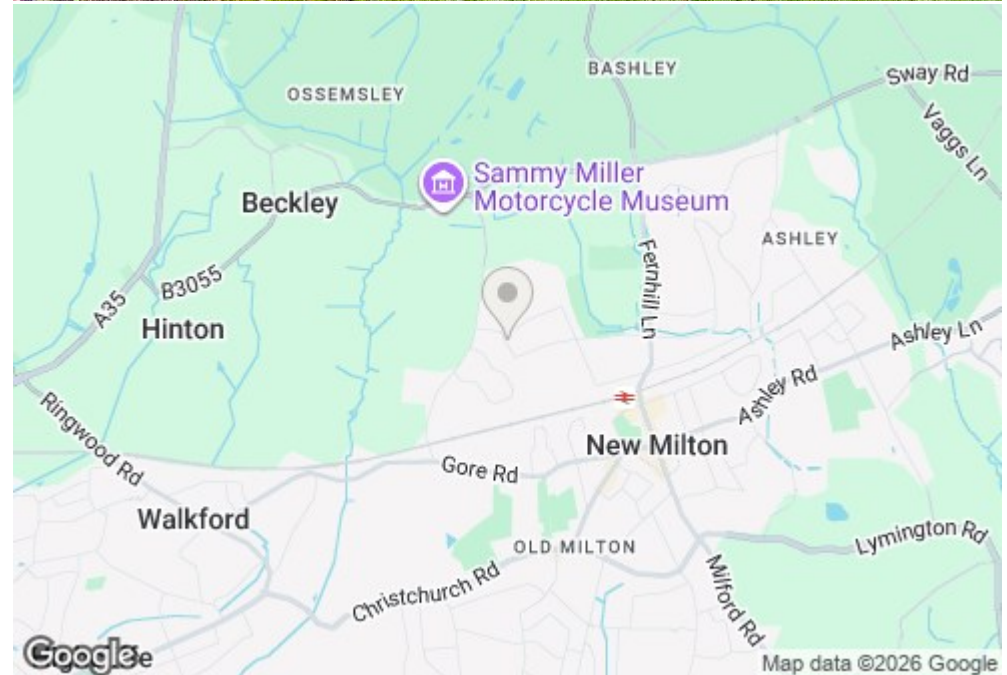 BASHLEY
Sway Rd
OSSEMSLEY
Vaggs Ln
Sammy Miller
Motorcycle Museum
Beckley
ASHLEY
Fernhill Ln
B3055
A35
Hinton
Ashley Ln
Ashley Rd
Ringwood Rd
New Milton
Gore Rd
Walkford
Lymington Rd
OLD MILTON
Milford Rd
Christchurch Rd
Google
Map data ©2026 Google